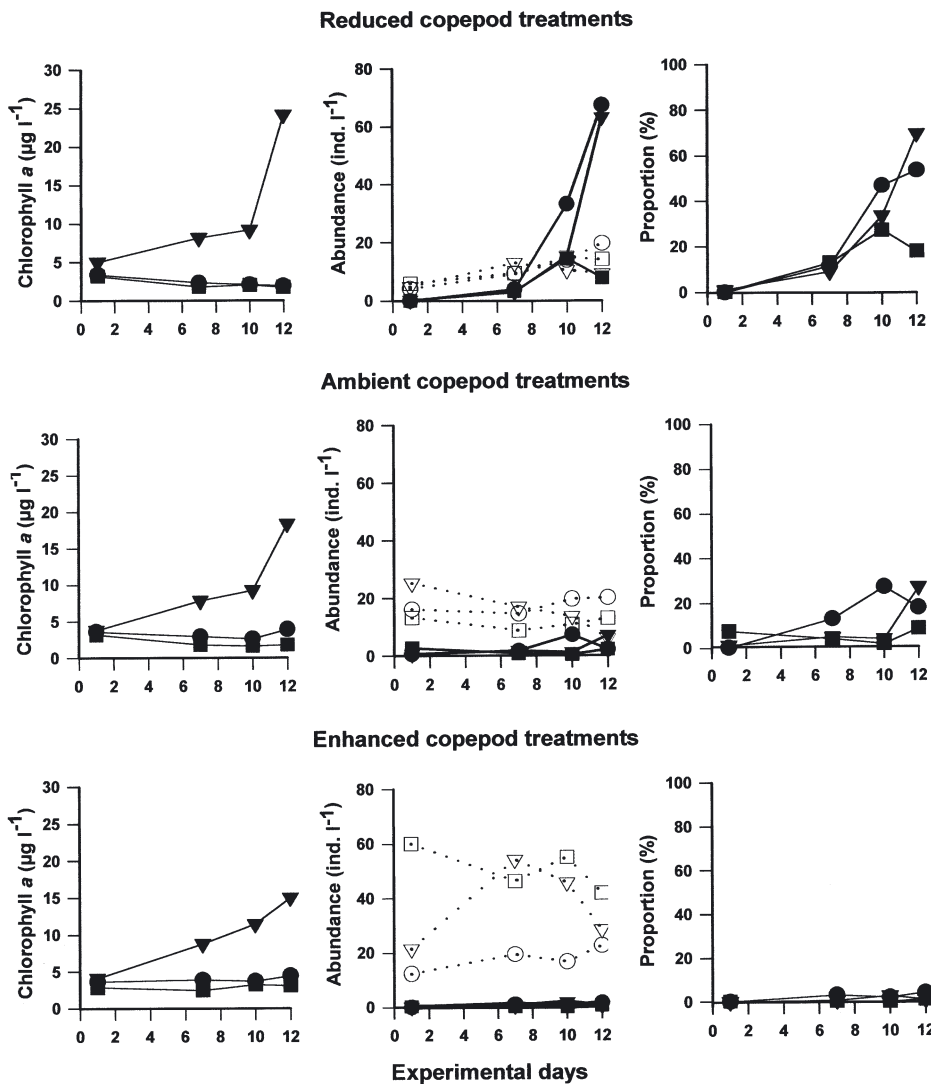 Reduced copepod treatments
Chlorophyll a (µg l⁻¹)
30
25
20
15
10
5
0
0 2 4 6 8 10 12
Abundance (ind. l⁻¹)
80
60
40
20
0
0 2 4 6 8 10 12
Proportion (%)
100
80
60
40
20
0
0 2 4 6 8 10 12
Ambient copepod treatments
Chlorophyll a (µg l⁻¹)
30
25
20
15
10
5
0
0 2 4 6 8 10 12
Abundance (ind. l⁻¹)
80
60
40
20
0
0 2 4 6 8 10 12
Proportion (%)
100
80
60
40
20
0
0 2 4 6 8 10 12
Enhanced copepod treatments
Chlorophyll a (µg l⁻¹)
30
25
20
15
10
5
0
0 2 4 6 8 10 12
Abundance (ind. l⁻¹)
80
60
40
20
0
0 2 4 6 8 10 12
Proportion (%)
100
80
60
40
20
0
0 2 4 6 8 10 12
Experimental days